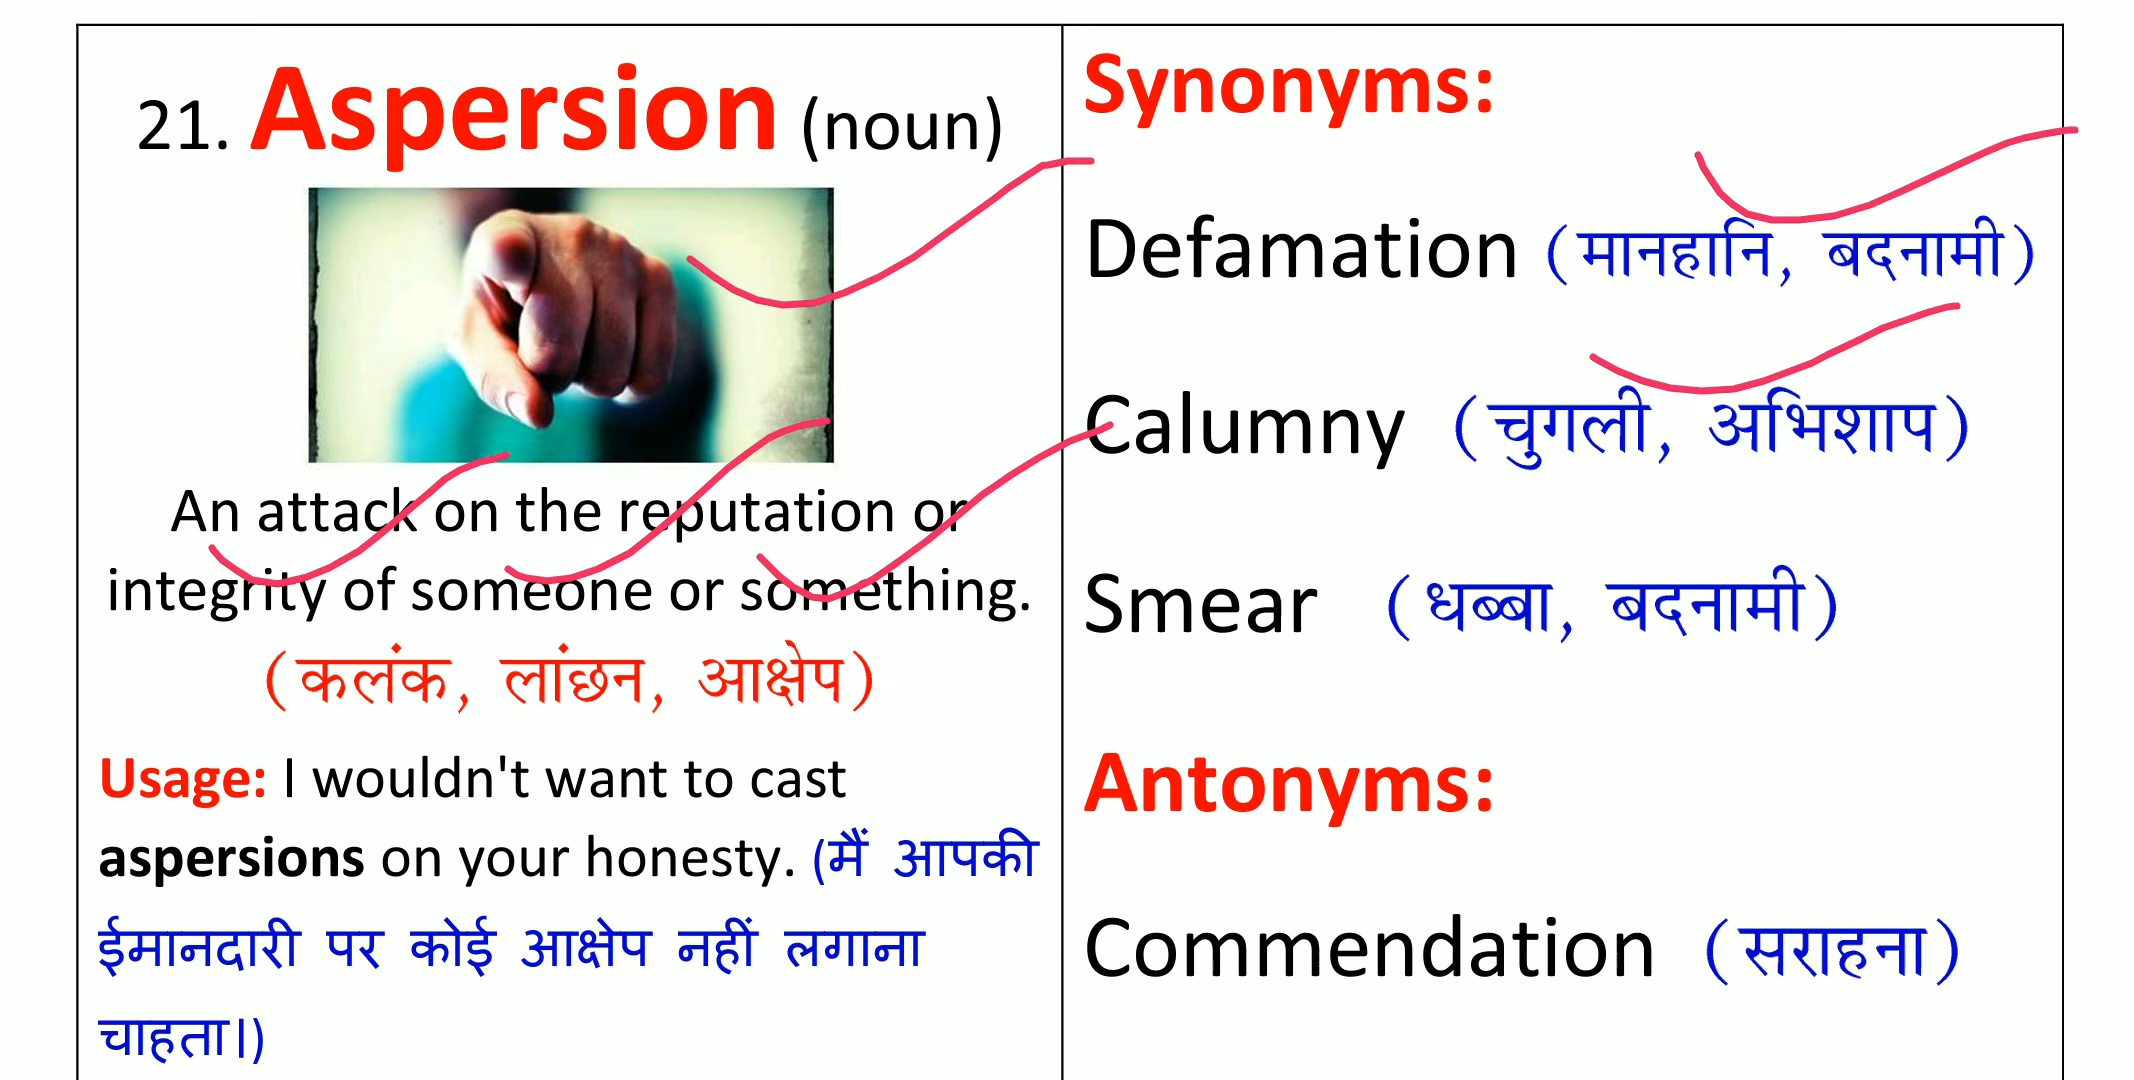 21. Aspersion (noun)
An attack on the reputation or
integrity of someone or something.
(कलंक, लांछन, आक्षेप)
Usage: I wouldn't want to cast
aspersions on your honesty. (मैं आपकी
ईमानदारी पर कोई आक्षेप नहीं लगाना
चाहता।)
Synonyms:
Defamation (मानहानि, बदनामी)
Calumny (चुगली, अभिशाप)
Smear (धब्बा, बदनामी)
Antonyms:
Commendation (सराहना)